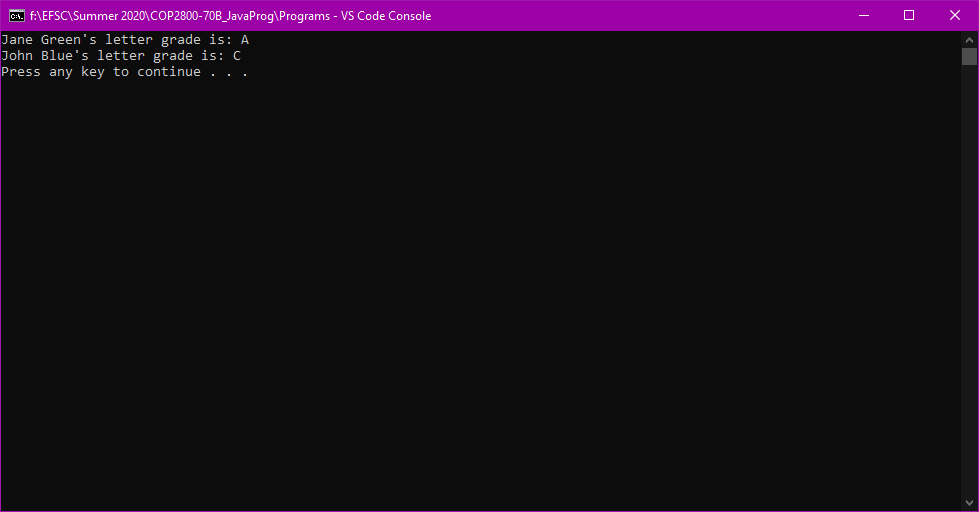 f:\EFSC\Summer 2020\COP2800-70B_JavaProg\Programs - VS Code Console
Jane Green's letter grade is: A
John Blue's letter grade is: C
Press any key to continue . . .